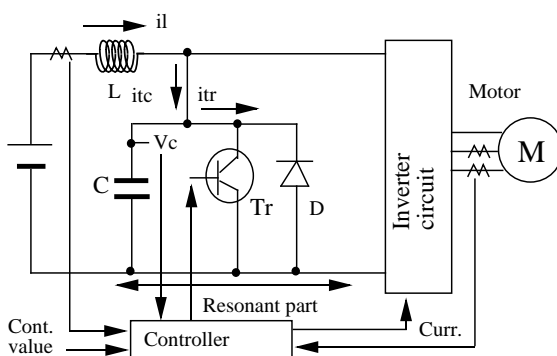 il
L
itc
itr
Motor
Vc
C
Tr
D
M
Inverter
circuit
Resonant part
Cont.
value
Controller
Curr.